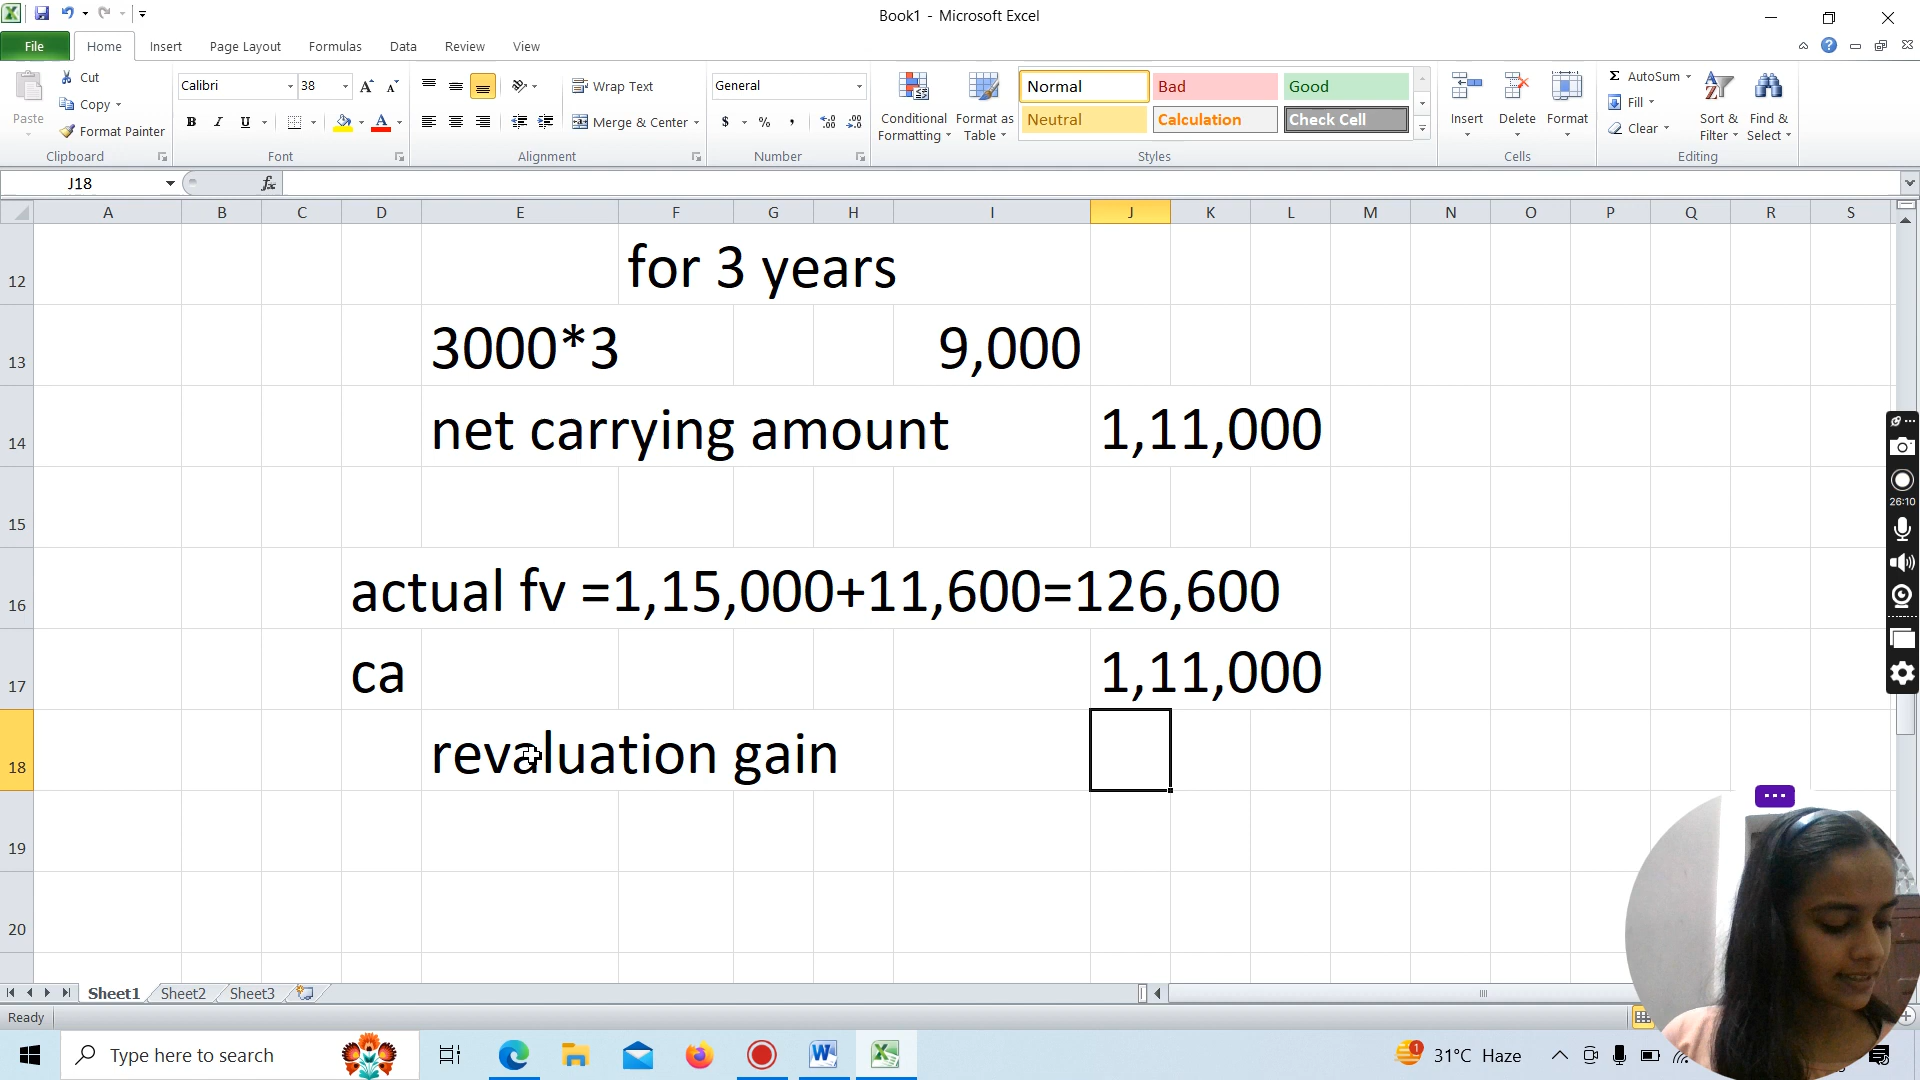 Book1 - Microsoft Excel
File Home Insert Page Layout Formulas Data Review View
Paste
Cut
Copy
Format Painter
Clipboard
Calibri 38
Font
Wrap Text
Merge & Center
Alignment
General
Number
Conditional Formatting
Format as Table
Normal Bad Good
Neutral Calculation Check Cell
Styles
Insert Delete Format
Cells
AutoSum
Fill
Clear
Sort & Filter
Find & Select
Editing
J18 fx
A B C D E F G H I J K L M N O P Q R S
12 for 3 years
13 3000*3 9,000
14 net carrying amount 1,11,000
15
16 actual fv =1,15,000+11,600=126,600
17 ca 1,11,000
18 revaluation gain
19
20
26:10
Sheet1 Sheet2 Sheet3
Ready
Type here to search
31°C Haze